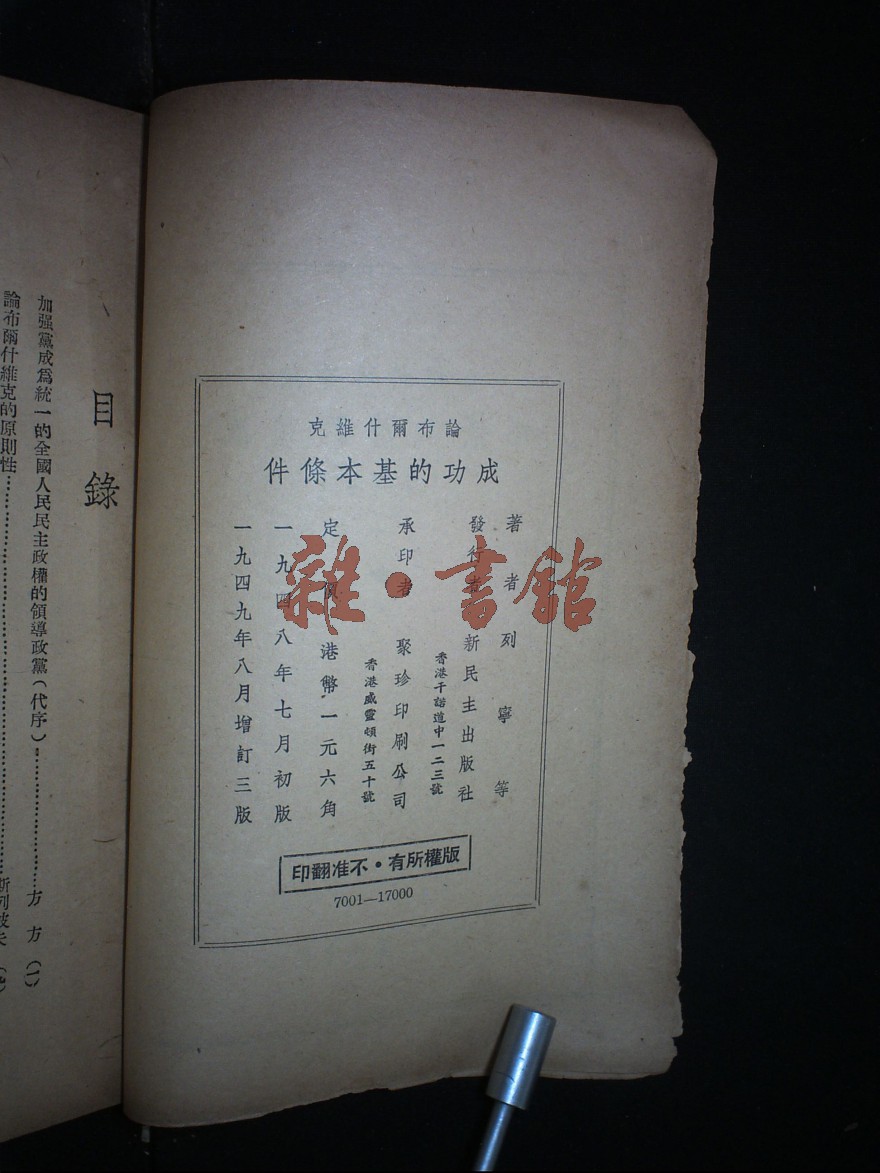 論布爾什維克
成功的基本條件
著者 列寧等
發行者 新民主出版社
香港干諾道中一二三號
承印者 聚珍印刷公司
香港威靈頓街五十號
定價 港幣一元六角
一九四八年七月初版
一九四九年八月增訂三版
版權所有・不准翻印
7001—17000
雜・書館
目錄
加强黨成爲統一的全國人民民主政權的領導政黨(代序)…………方方(一)
論布爾什維克的原則性…………